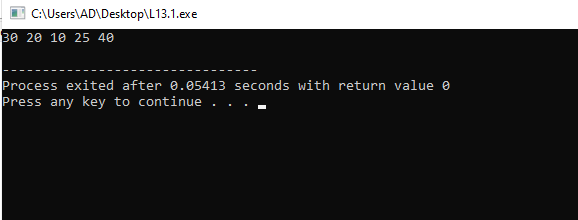 C:\Users\AD\Desktop\L13.1.exe
30 20 10 25 40
--------------------------------
Process exited after 0.05413 seconds with return value 0
Press any key to continue . . .